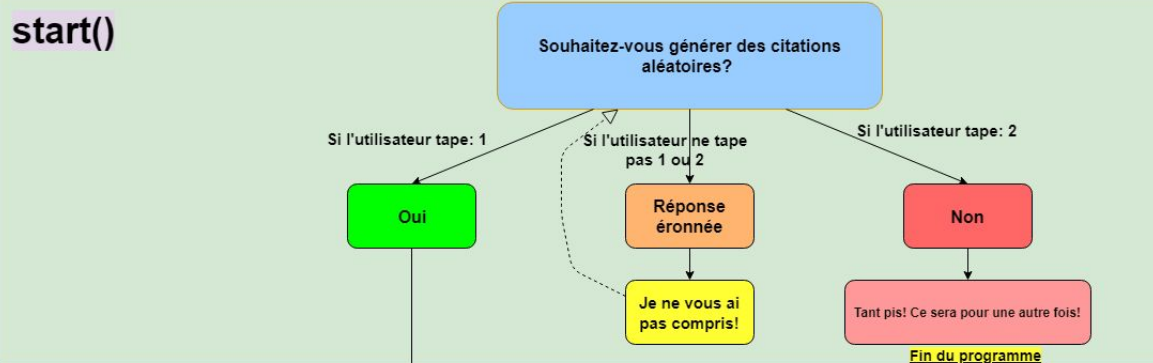 start()
Souhaitez-vous générer des citations
aléatoires?
Si l'utilisateur tape: 1
Si l'utilisateur ne tape
pas 1 ou 2
Si l'utilisateur tape: 2
Oui
Réponse
éronnée
Non
Je ne vous ai
pas compris!
Tant pis! Ce sera pour une autre fois!
Fin du programme